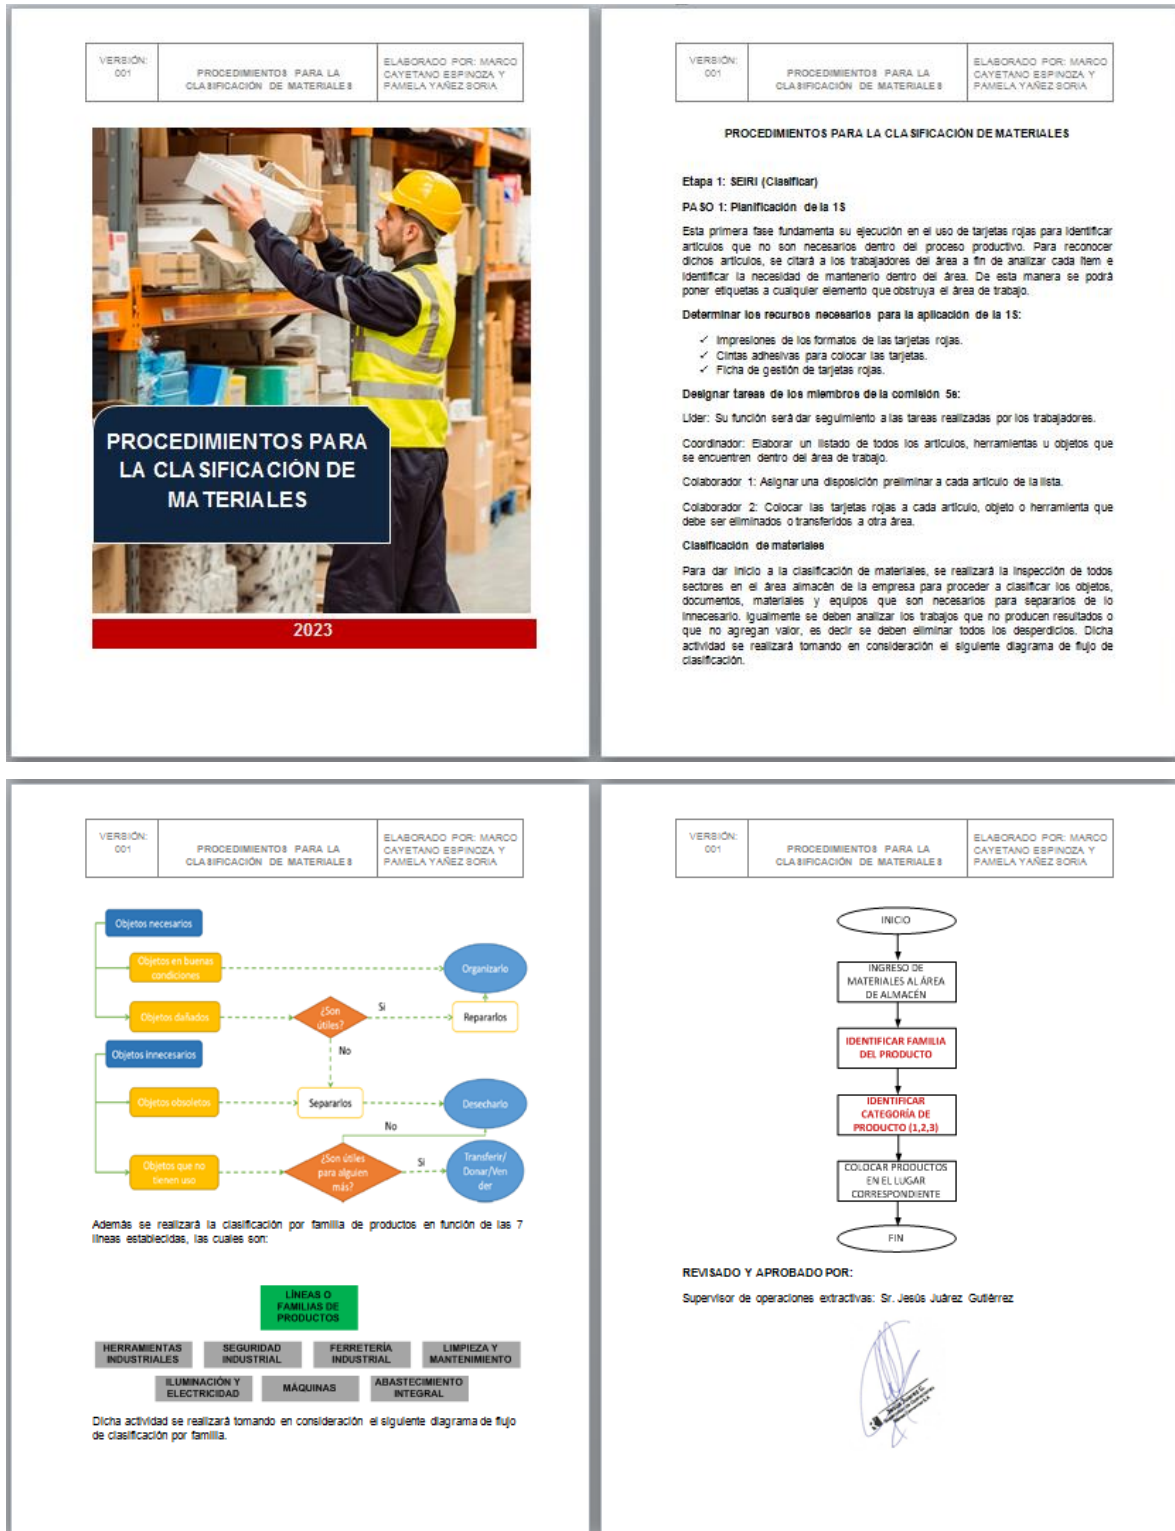 VERSIÓN:
001
PROCEDIMIENTOS PARA LA
CLASIFICACIÓN DE MATERIALES
ELABORADO POR: MARCO
CAYETANO ESPINOZA Y
PAMELA YAÑEZ SORIA
PROCEDIMIENTOS PARA
LA CLASIFICACIÓN DE
MATERIALES
2023
VERSIÓN:
001
PROCEDIMIENTOS PARA LA
CLASIFICACIÓN DE MATERIALES
ELABORADO POR: MARCO
CAYETANO ESPINOZA Y
PAMELA YAÑEZ SORIA
PROCEDIMIENTOS PARA LA CLASIFICACIÓN DE MATERIALES
Etapa 1: SEIRI (Clasificar)
PASO 1: Planificación de la 1S
Esta primera fase fundamenta su ejecución en el uso de tarjetas rojas para identificar
artículos que no son necesarios dentro del proceso productivo. Para reconocer
dichos artículos, se citará a los trabajadores del área a fin de analizar cada ítem e
identificar la necesidad de mantenerlo dentro del área. De esta manera se podrá
poner etiquetas a cualquier elemento que obstruya el área de trabajo.
Determinar los recursos necesarios para la aplicación de la 1S:
✓ Impresiones de los formatos de las tarjetas rojas.
✓ Cintas adhesivas para colocar las tarjetas.
✓ Ficha de gestión de tarjetas rojas.
Designar tareas de los miembros de la comisión 5s:
Líder: Su función será dar seguimiento a las tareas realizadas por los trabajadores.
Coordinador: Elaborar un listado de todos los artículos, herramientas u objetos que
se encuentren dentro del área de trabajo.
Colaborador 1: Asignar una disposición preliminar a cada artículo de la lista.
Colaborador 2: Colocar las tarjetas rojas a cada artículo, objeto o herramienta que
debe ser eliminados o transferidos a otra área.
Clasificación de materiales
Para dar inicio a la clasificación de materiales, se realizará la inspección de todos
sectores en el área almacén de la empresa para proceder a clasificar los objetos,
documentos, materiales y equipos que son necesarios para separarlos de lo
innecesario. Igualmente se deben analizar los trabajos que no producen resultados o
que no agregan valor, es decir se deben eliminar todos los desperdicios. Dicha
actividad se realizará tomando en consideración el siguiente diagrama de flujo de
clasificación.
VERSIÓN:
001
PROCEDIMIENTOS PARA LA
CLASIFICACIÓN DE MATERIALES
ELABORADO POR: MARCO
CAYETANO ESPINOZA Y
PAMELA YAÑEZ SORIA
Objetos necesarios
Objetos en buenas
condiciones
Organizarlo
Objetos dañados
¿Son
útiles?
Si
Repararlos
No
Objetos innecesarios
Objetos obsoletos
Separarlos
Desecharlo
No
Objetos que no
tienen uso
¿Son útiles
para alguien
más?
Si
Transferir/
Donar/Ven
der
Además se realizará la clasificación por familia de productos en función de las 7
líneas establecidas, las cuales son:
LÍNEAS O
FAMILIAS DE
PRODUCTOS
HERRAMIENTAS
INDUSTRIALES
SEGURIDAD
INDUSTRIAL
FERRETERÍA
INDUSTRIAL
LIMPIEZA Y
MANTENIMIENTO
ILUMINACIÓN Y
ELECTRICIDAD
MÁQUINAS
ABASTECIMIENTO
INTEGRAL
Dicha actividad se realizará tomando en consideración el siguiente diagrama de flujo
de clasificación por familia.
VERSIÓN:
001
PROCEDIMIENTOS PARA LA
CLASIFICACIÓN DE MATERIALES
ELABORADO POR: MARCO
CAYETANO ESPINOZA Y
PAMELA YAÑEZ SORIA
INICIO
INGRESO DE
MATERIALES AL ÁREA
DE ALMACÉN
IDENTIFICAR FAMILIA
DEL PRODUCTO
IDENTIFICAR
CATEGORÍA DE
PRODUCTO (1,2,3)
COLOCAR PRODUCTOS
EN EL LUGAR
CORRESPONDIENTE
FIN
REVISADO Y APROBADO POR:
Supervisor de operaciones extractivas: Sr. Jesús Juárez Gutiérrez